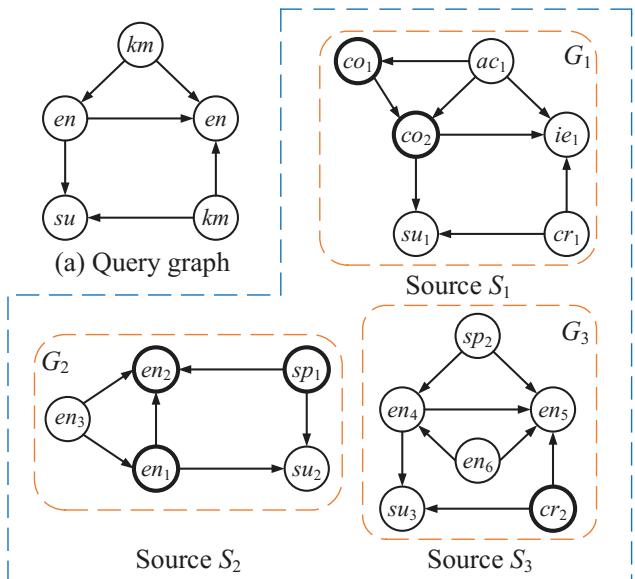 km
en
en
su
km
(a) Query graph
G1
co1
ac1
co2
ie1
su1
cr1
Source S1
G2
en2
sp1
en3
en1
su2
Source S2
G3
sp2
en4
en5
en6
su3
cr2
Source S3